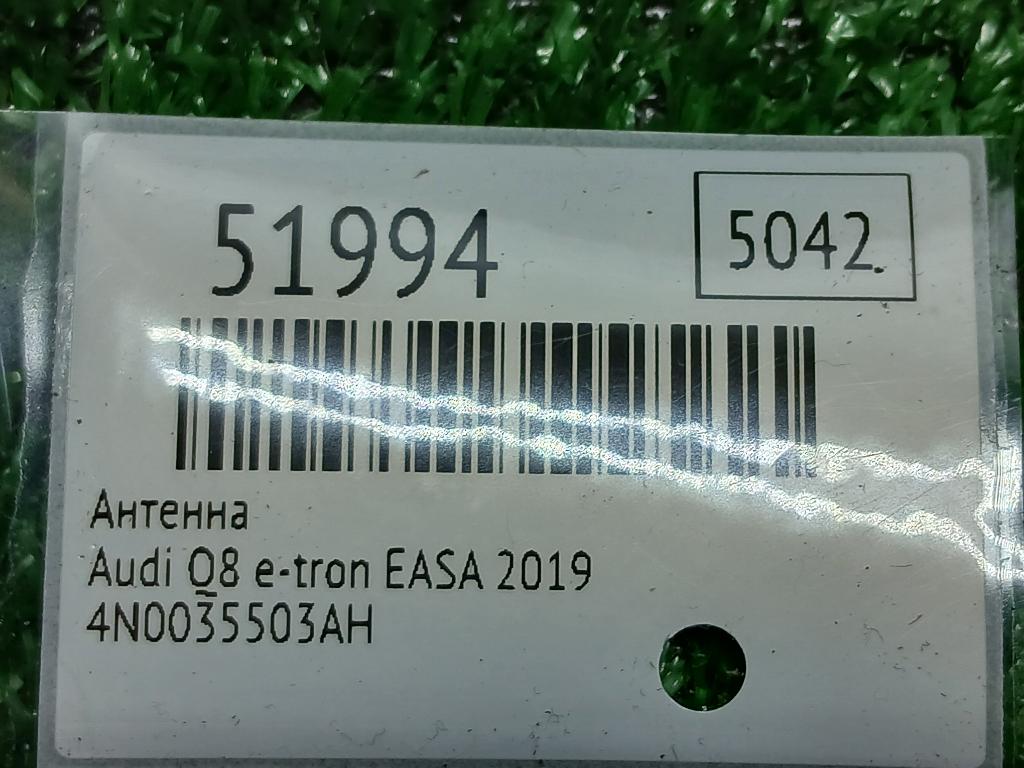 51994
5042.
Антенна
Audi Q8 e-tron EASA 2019
4N0035503AH